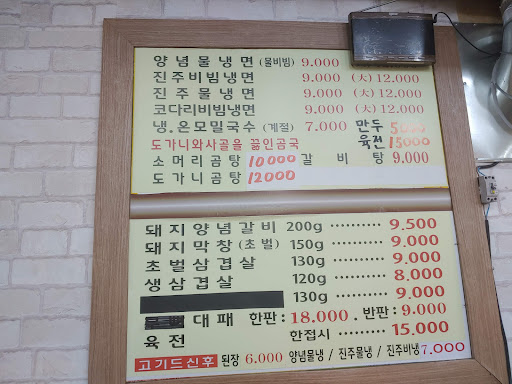 양념물냉면 (물비빔) 9.000
진주비빔냉면 9.000 (大) 12.000
진주물냉면 9.000 (大) 12.000
코다리비빔냉면 9.000 (大) 12.000
냉.온모밀국수 (계절) 7.000 만두 5000
육전 15000
도가니와사골을 끓인곰국
소머리곰탕 10000 갈비탕 9.000
도가니곰탕 12000
돼지양념갈비 200g ·········· 9.500
돼지막창 (초벌) 150g ·········· 9.000
초벌삼겹살 130g ·········· 9.000
생삼겹살 120g ·········· 8.000
130g ·········· 9.000
대패 한판: 18.000 . 반판: 9.000
육전 한접시 ·········· 15.000
고기드신후 된장 6.000 양념물냉 / 진주물냉 / 진주비냉 7.000